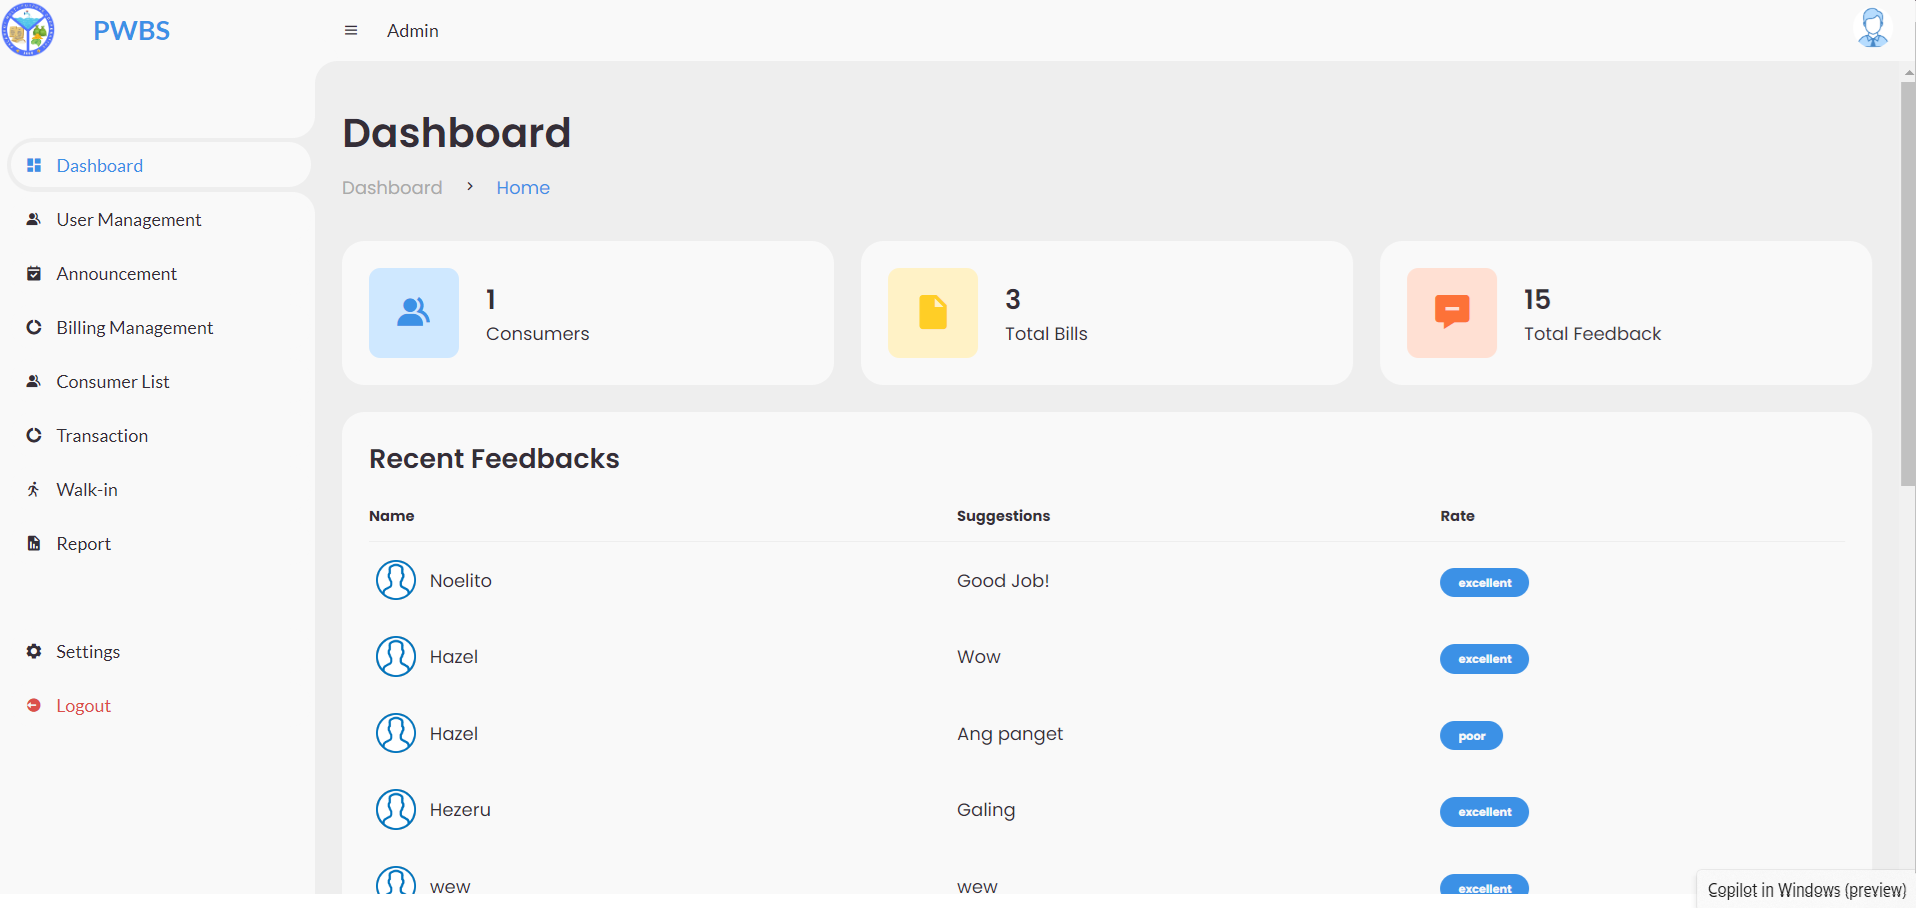 PWBS
Admin
Dashboard
User Management
Announcement
Billing Management
Consumer List
Transaction
Walk-in
Report
Settings
Logout
Dashboard
Dashboard > Home
1
Consumers
3
Total Bills
15
Total Feedback
Recent Feedbacks
Name Suggestions Rate
Noelito Good Job! excellent
Hazel Wow excellent
Hazel Ang panget poor
Hezeru Galing excellent
wew wew excellent
Copilot in Windows (preview)